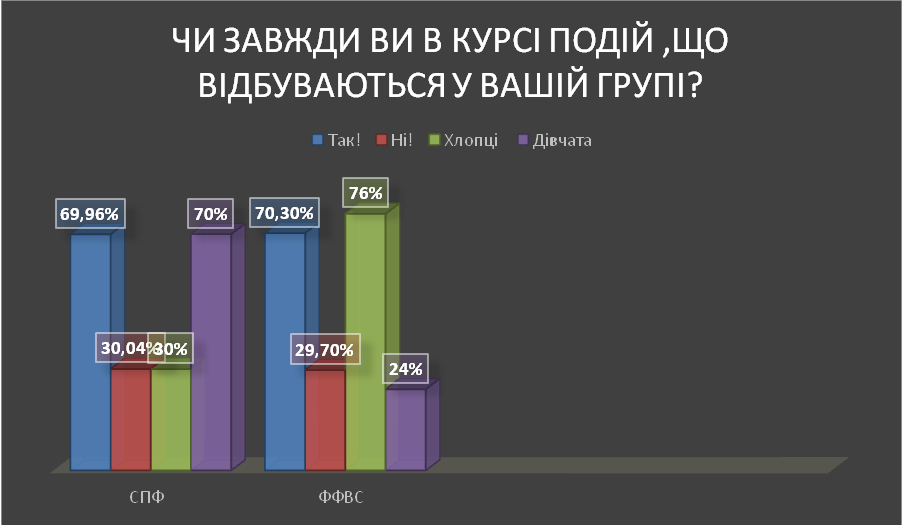 ЧИ ЗАВЖДИ ВИ В КУРСІ ПОДІЙ ,ЩО
ВІДБУВАЮТЬСЯ У ВАШІЙ ГРУПІ?
Так! Ні! Хлопці Дівчата
76%
69,96% 70% 70,30%
30,04% 30% 29,70%
24%
СПФ ФФВС